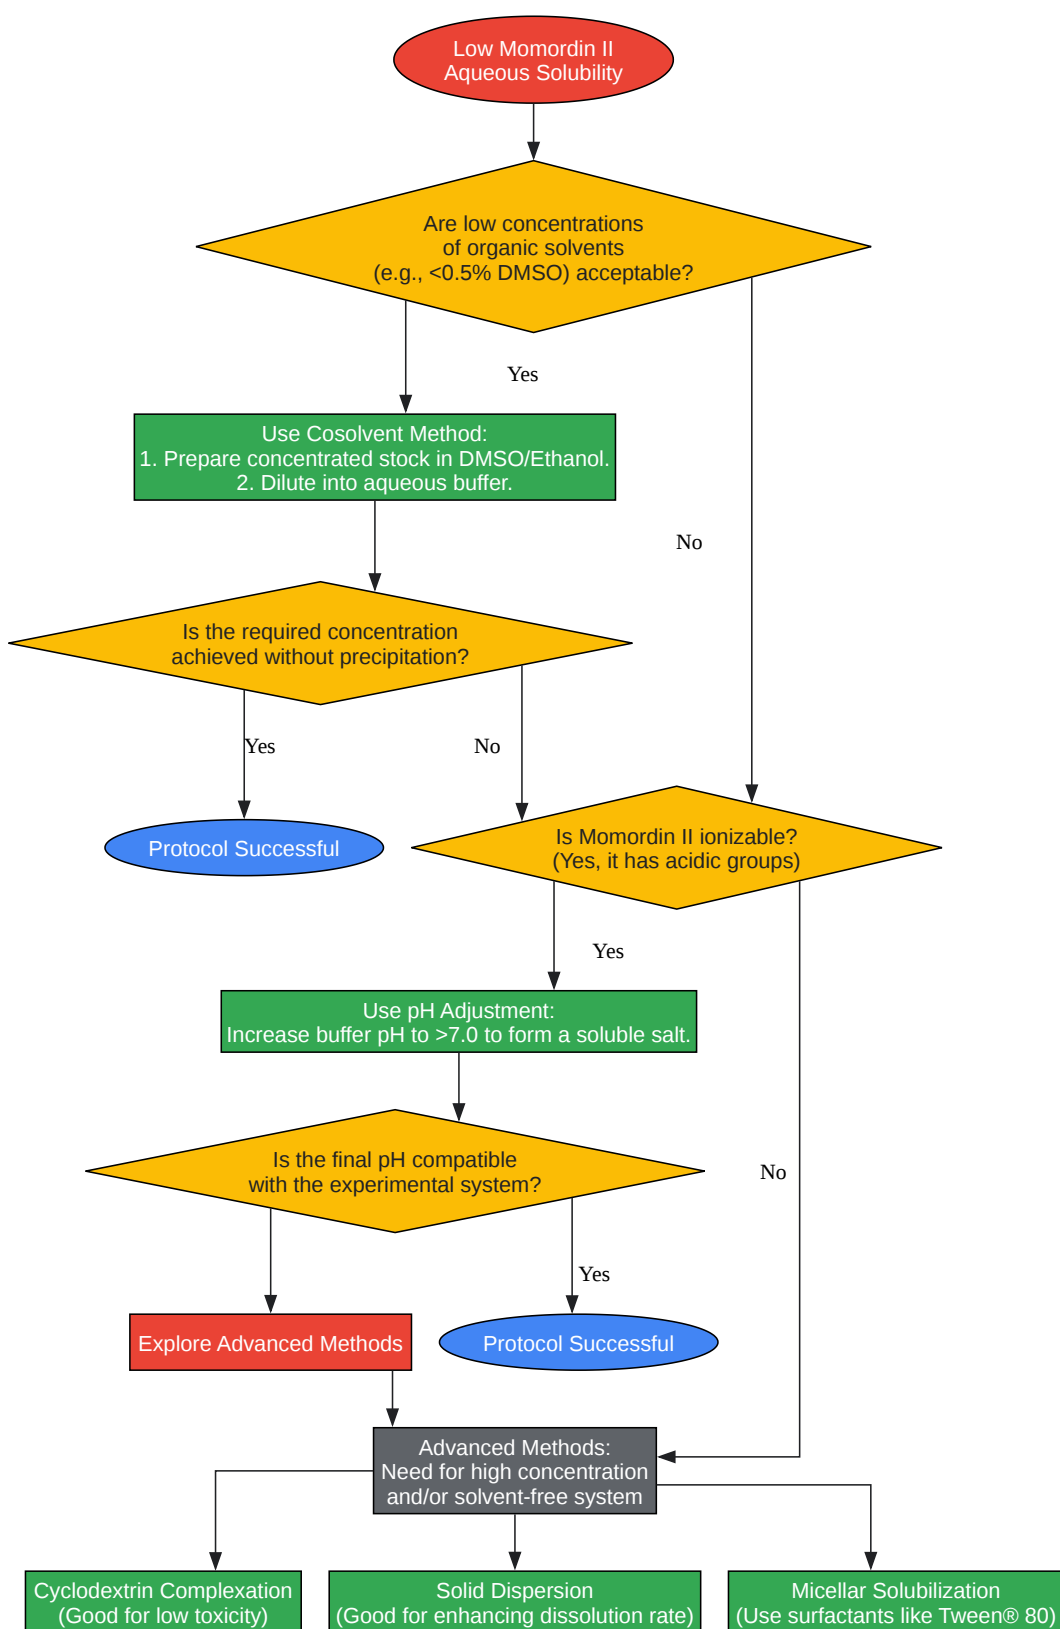 Low Momordin II
Aqueous Solubility
Are low concentrations
of organic solvents
(e.g., <0.5% DMSO) acceptable?
Yes
Use Cosolvent Method:
1. Prepare concentrated stock in DMSO/Ethanol.
2. Dilute into aqueous buffer.
No
Is the required concentration
achieved without precipitation?
Yes
No
Protocol Successful
Is Momordin II ionizable?
(Yes, it has acidic groups)
Yes
Use pH Adjustment:
Increase buffer pH to >7.0 to form a soluble salt.
Is the final pH compatible
with the experimental system?
No
Yes
Explore Advanced Methods
Protocol Successful
Advanced Methods:
Need for high concentration
and/or solvent-free system
Cyclodextrin Complexation
(Good for low toxicity)
Solid Dispersion
(Good for enhancing dissolution rate)
Micellar Solubilization
(Use surfactants like Tween® 80)